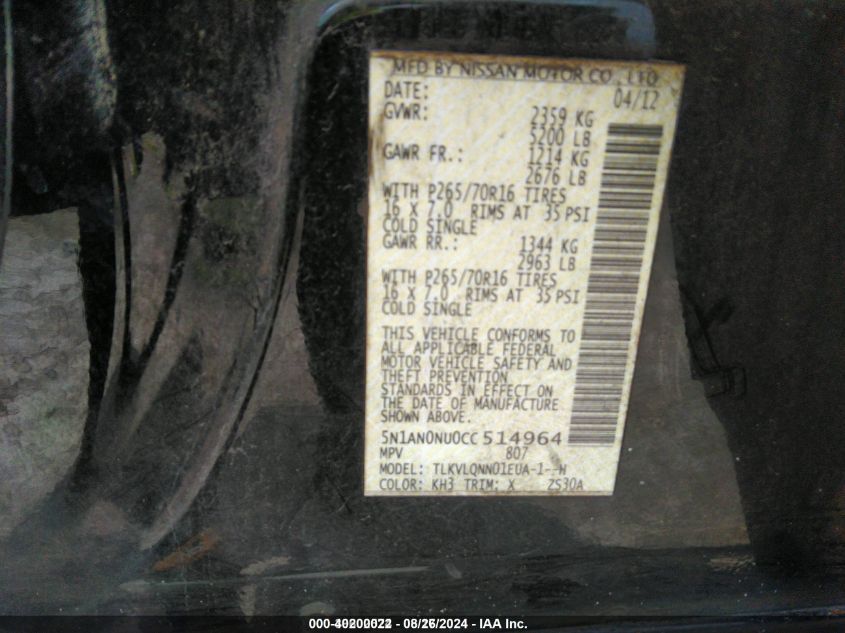 MFD BY NISSAN MOTOR CO., LTD
DATE: 04/12
GVWR: 2359 KG
5200 LB
GAWR FR.: 1214 KG
2676 LB
WITH P265/70R16 TIRES
16 X 7.0 RIMS AT 35 PSI
COLD SINGLE
GAWR RR.: 1344 KG
2963 LB
WITH P265/70R16 TIRES
16 X 7.0 RIMS AT 35 PSI
COLD SINGLE
THIS VEHICLE CONFORMS TO
ALL APPLICABLE FEDERAL
MOTOR VEHICLE SAFETY AND
THEFT PREVENTION
STANDARDS IN EFFECT ON
THE DATE OF MANUFACTURE
SHOWN ABOVE.
5N1AN0NU0CC514964
MPV 807
MODEL: TLKVLQNN01EUA-1--H
COLOR: KH3 TRIM: X ZS30A
- 08/26/2024 - IAA Inc.